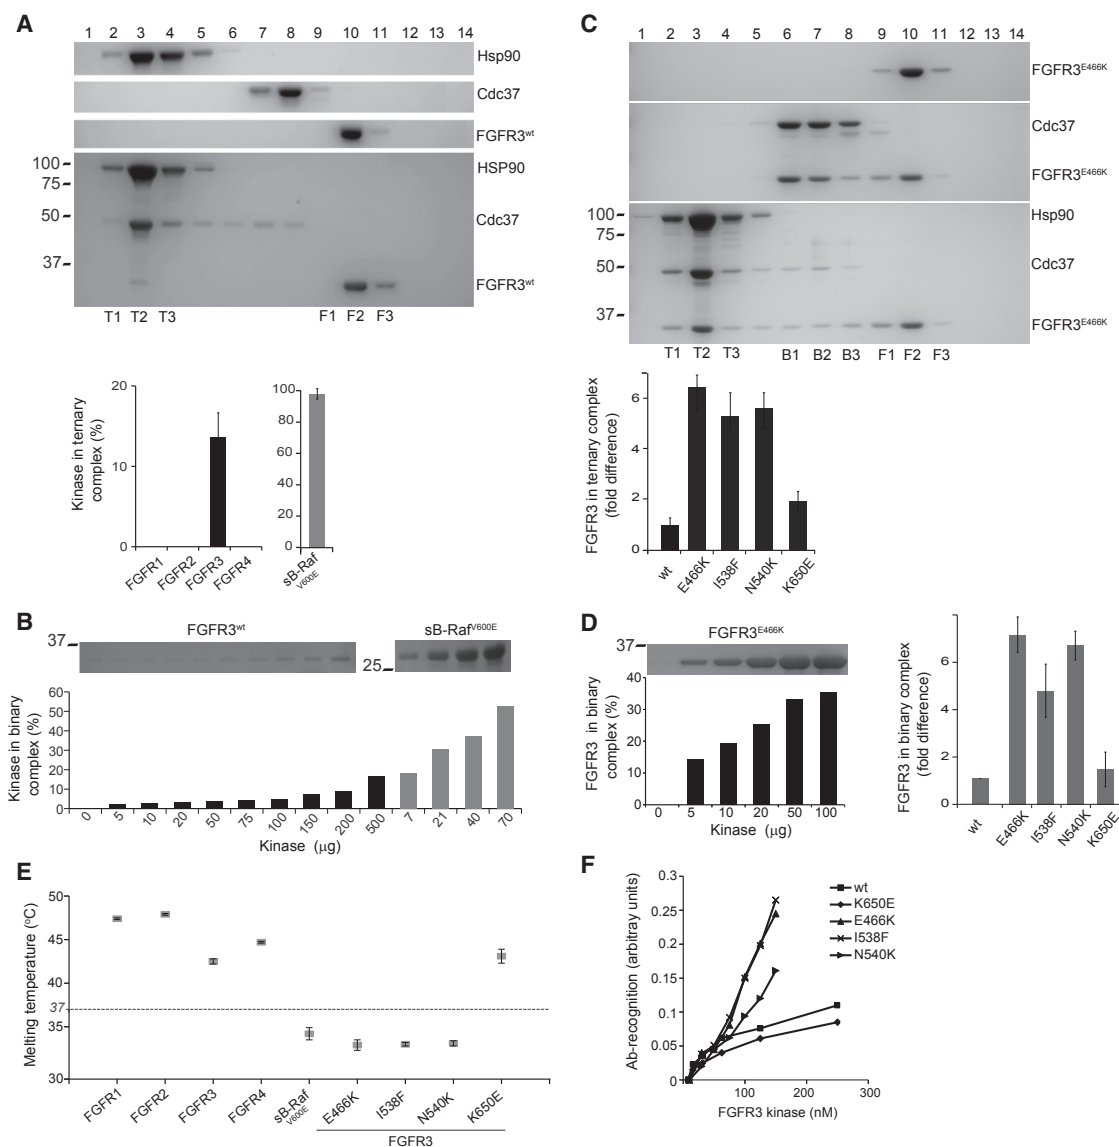 A
1 2 3 4 5 6 7 8 9 10 11 12 13 14
Hsp90
Cdc37
FGFR3wt
100
75
50
37
HSP90
Cdc37
FGFR3wt
T1 T2 T3 F1 F2 F3
Kinase in ternary
complex (%)
20
10
0
FGFR1 FGFR2 FGFR3 FGFR4
100
80
60
40
20
0
sB-Raf
V600E
B
37
FGFR3wt
25
sB-RafV600E
Kinase in binary
complex (%)
60
50
40
30
20
10
0
0 5 10 20 50 75 100 150 200 500 7 21 40 70
Kinase (μg)
C
1 2 3 4 5 6 7 8 9 10 11 12 13 14
FGFR3E466K
Cdc37
FGFR3E466K
100
75
50
37
Hsp90
Cdc37
FGFR3E466K
T1 T2 T3 B1 B2 B3 F1 F2 F3
FGFR3 in ternary complex
(fold difference)
6
4
2
0
wt E466K I538F N540K K650E
D
37
FGFR3E466K
FGFR3 in binary
complex (%)
40
30
20
10
0
0 5 10 20 50 100
Kinase (μg)
FGFR3 in binary complex
(fold difference)
6
4
2
0
wt E466K I538F N540K K650E
E
Melting temperature (oC)
50
45
40
37
35
30
FGFR1 FGFR2 FGFR3 FGFR4 sB-Raf V600E E466K I538F N540K K650E
FGFR3
F
Ab-recognition (arbitray units)
0.3
0.25
0.2
0.15
0.1
0.05
0
100 200 300
FGFR3 kinase (nM)
wt
K650E
E466K
I538F
N540K